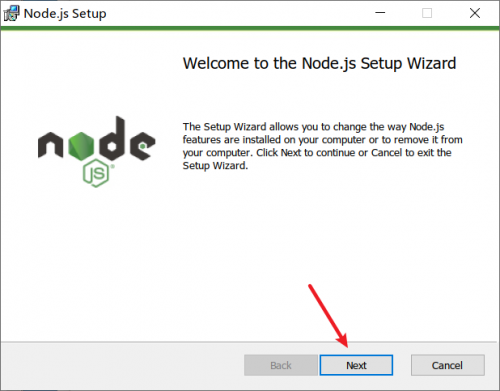 Node.js Setup
Welcome to the Node.js Setup Wizard
node
JS
The Setup Wizard allows you to change the way Node.js
features are installed on your computer or to remove it from
your computer. Click Next to continue or Cancel to exit the
Setup Wizard.
Back Next Cancel